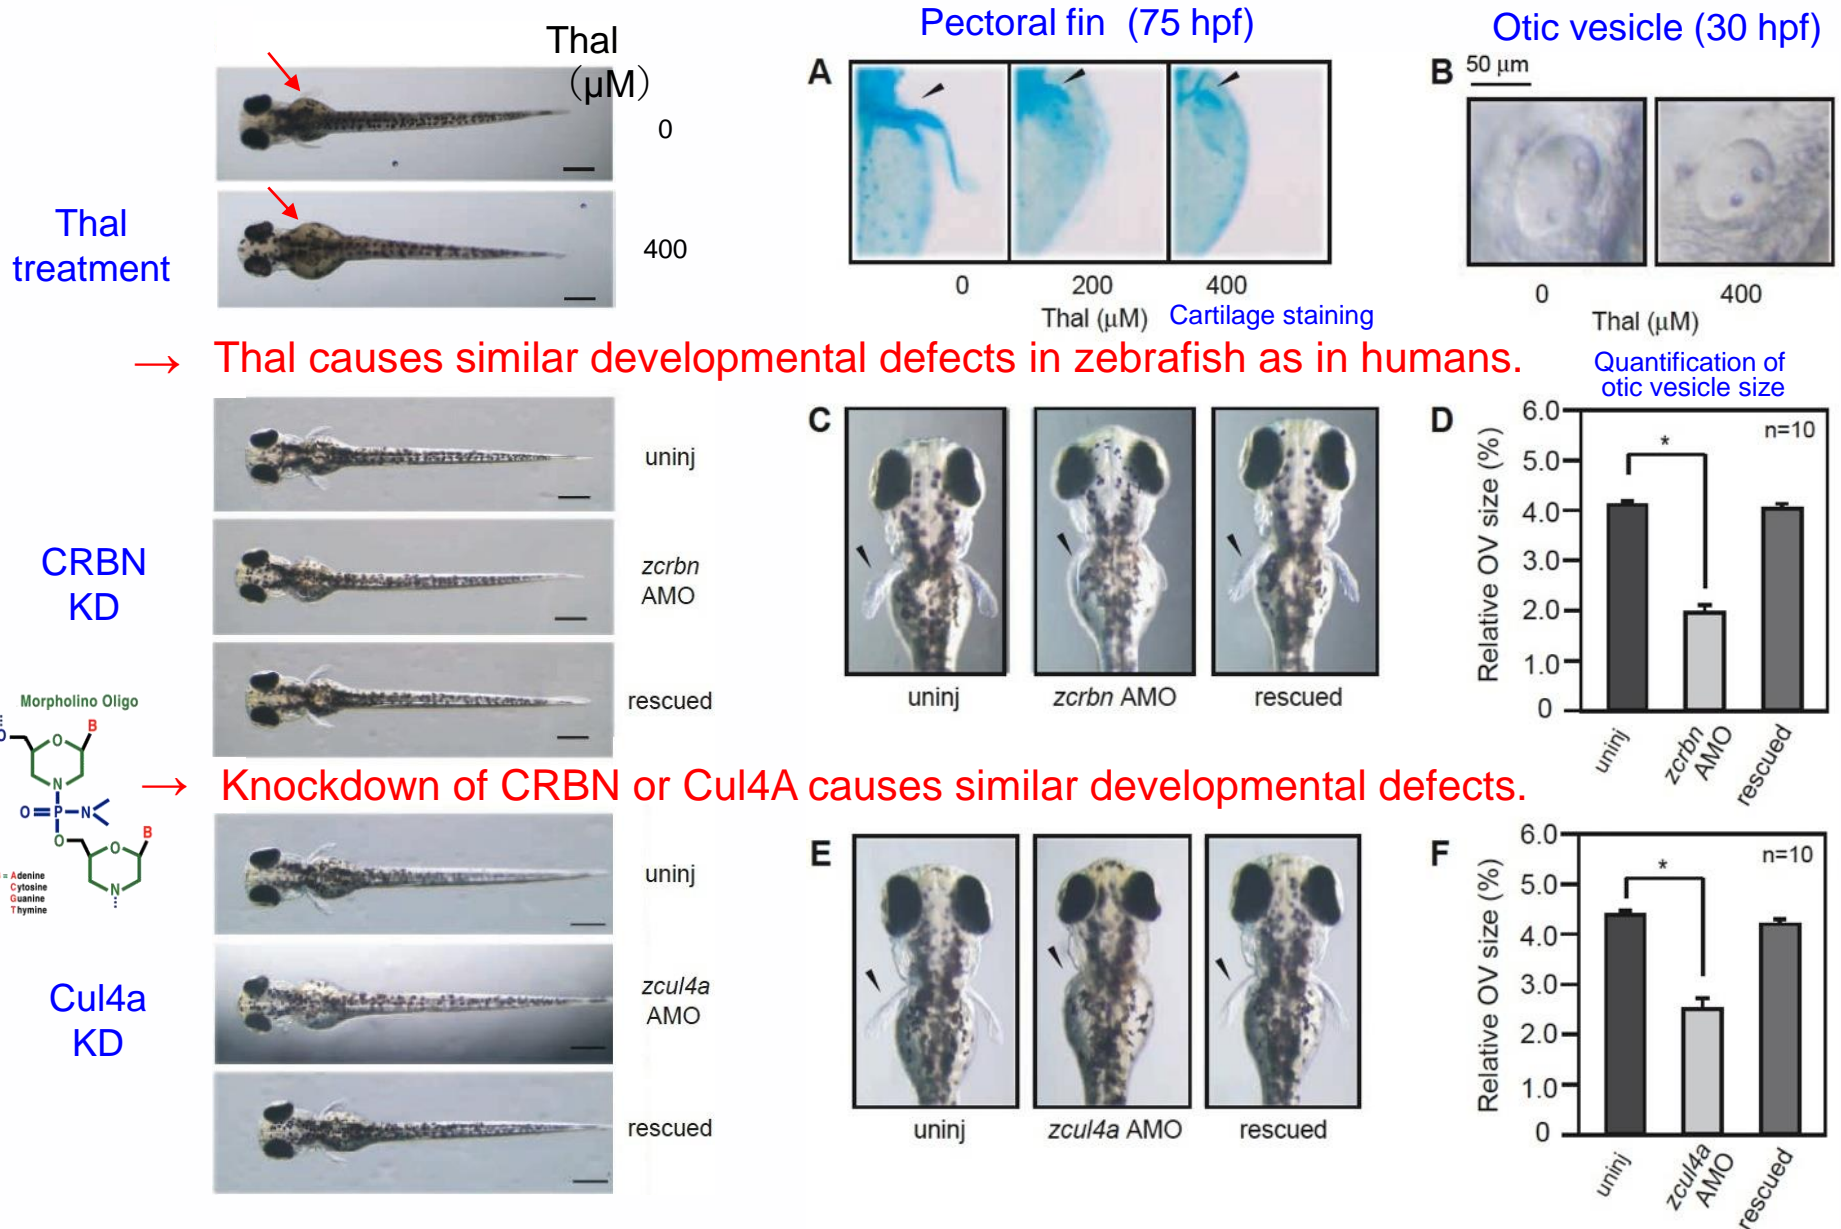 Thal
(μM)
0
400
Thal
treatment
Pectoral fin (75 hpf)
A
0
200
400
Thal (μM)
Cartilage staining
Otic vesicle (30 hpf)
B
50 μm
0
400
Thal (μM)
→ Thal causes similar developmental defects in zebrafish as in humans.
CRBN
KD
uninj
zcrbn
AMO
rescued
C
uninj
zcrbn AMO
rescued
Quantification of
otic vesicle size
D
Relative OV size (%)
6.0
5.0
4.0
3.0
2.0
1.0
0
*
n=10
uninj
zcrbn
AMO
rescued
→ Knockdown of CRBN or Cul4A causes similar developmental defects.
Morpholino Oligo
B
O
N
O=P-N
O
B
O
N
= Adenine
Cytosine
Guanine
Thymine
Cul4a
KD
uninj
zcul4a
AMO
rescued
E
uninj
zcul4a AMO
rescued
F
Relative OV size (%)
6.0
5.0
4.0
3.0
2.0
1.0
0
*
n=10
uninj
zcul4a
AMO
rescued